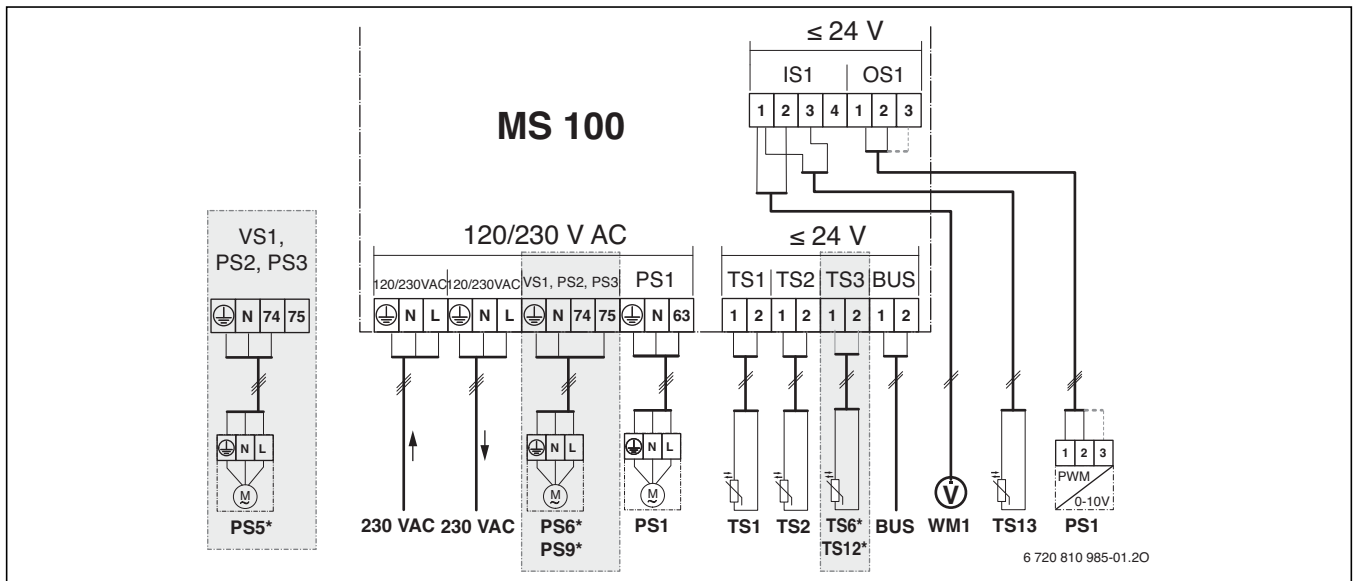 ≤ 24 V
IS1 OS1
1 2 3 4 1 2 3
MS 100
VS1,
PS2, PS3
120/230 V AC
≤ 24 V
120/230VAC 120/230VAC VS1, PS2, PS3 PS1
TS1 TS2 TS3 BUS
N 74 75
N L N L N 74 75 N 63
1 2 1 2 1 2 1 2
N L
M
~
PS5*
230 VAC
230 VAC
N L
M
~
PS6*
PS9*
N L
M
~
PS1
TS1
TS2
TS6*
TS12*
BUS
V
WM1
TS13
1 2 3
PWM
0-10V
PS1
6 720 810 985-01.2O